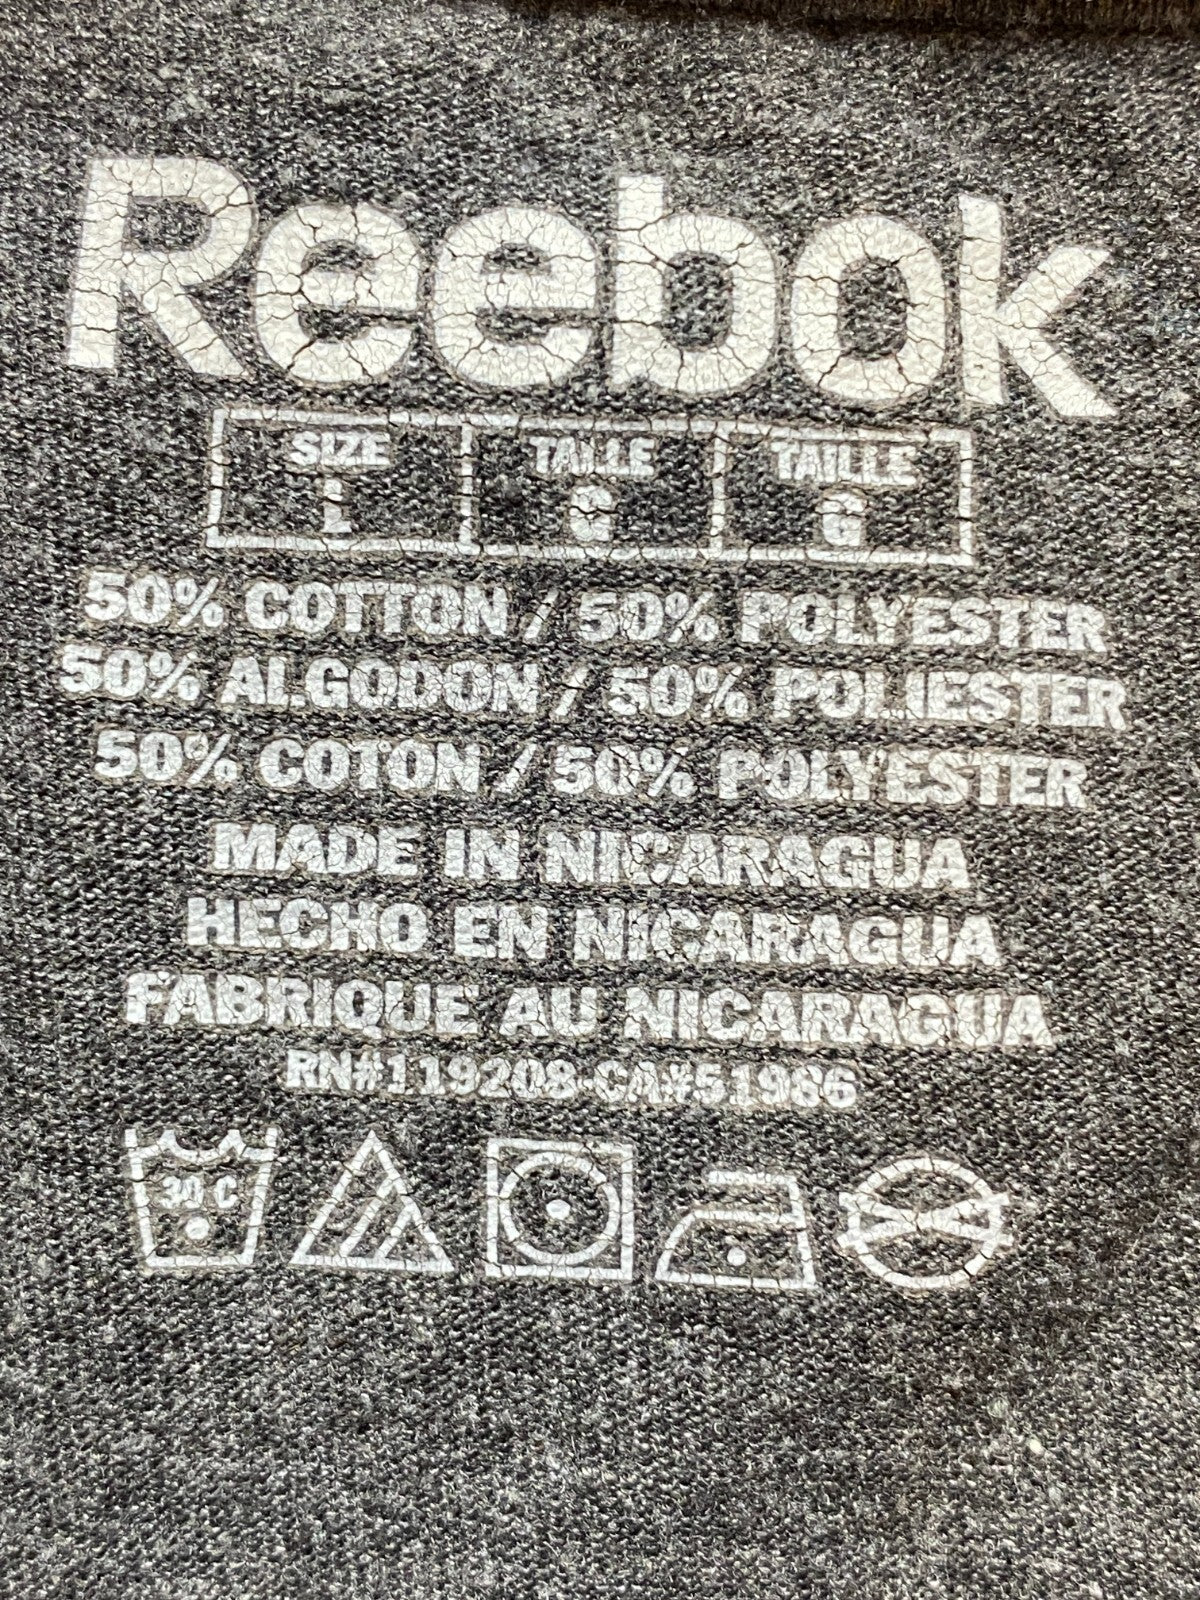 Reebok
SIZE TALLE TAILLE
L G G
50% COTTON / 50% POLYESTER
50% ALGODON / 50% POLIESTER
50% COTON / 50% POLYESTER
MADE IN NICARAGUA
HECHO EN NICARAGUA
FABRIQUE AU NICARAGUA
RN#119208-CA#51986
30 C